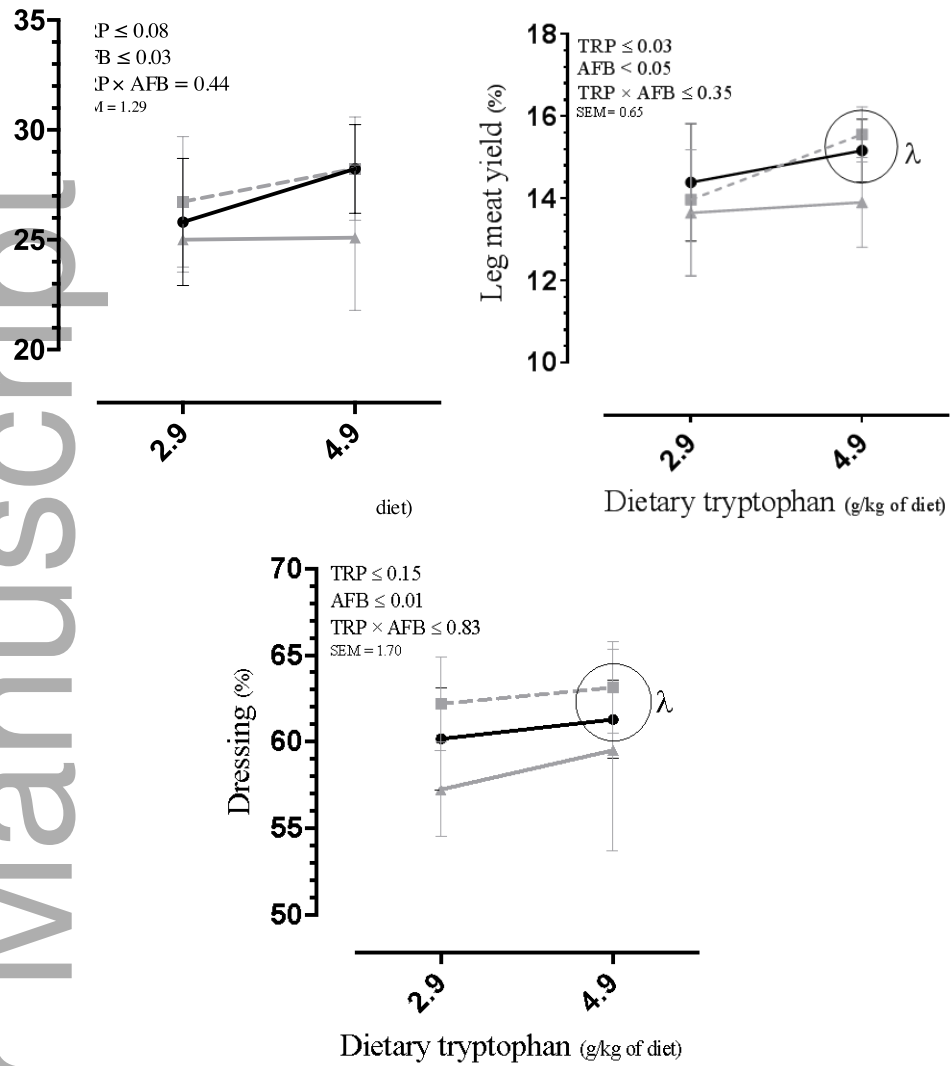 35
30
25
20
ᴿP ≤ 0.08
FB ≤ 0.03
RP × AFB = 0.44
M = 1.29
2.9
4.9
diet)
18
16
14
12
10
Leg meat yield (%)
TRP ≤ 0.03
AFB < 0.05
TRP × AFB ≤ 0.35
SEM = 0.65
λ
2.9
4.9
Dietary tryptophan (g/kg of diet)
70
65
60
55
50
Dressing (%)
TRP ≤ 0.15
AFB ≤ 0.01
TRP × AFB ≤ 0.83
SEM = 1.70
λ
2.9
4.9
Dietary tryptophan (g/kg of diet)
Manuscript